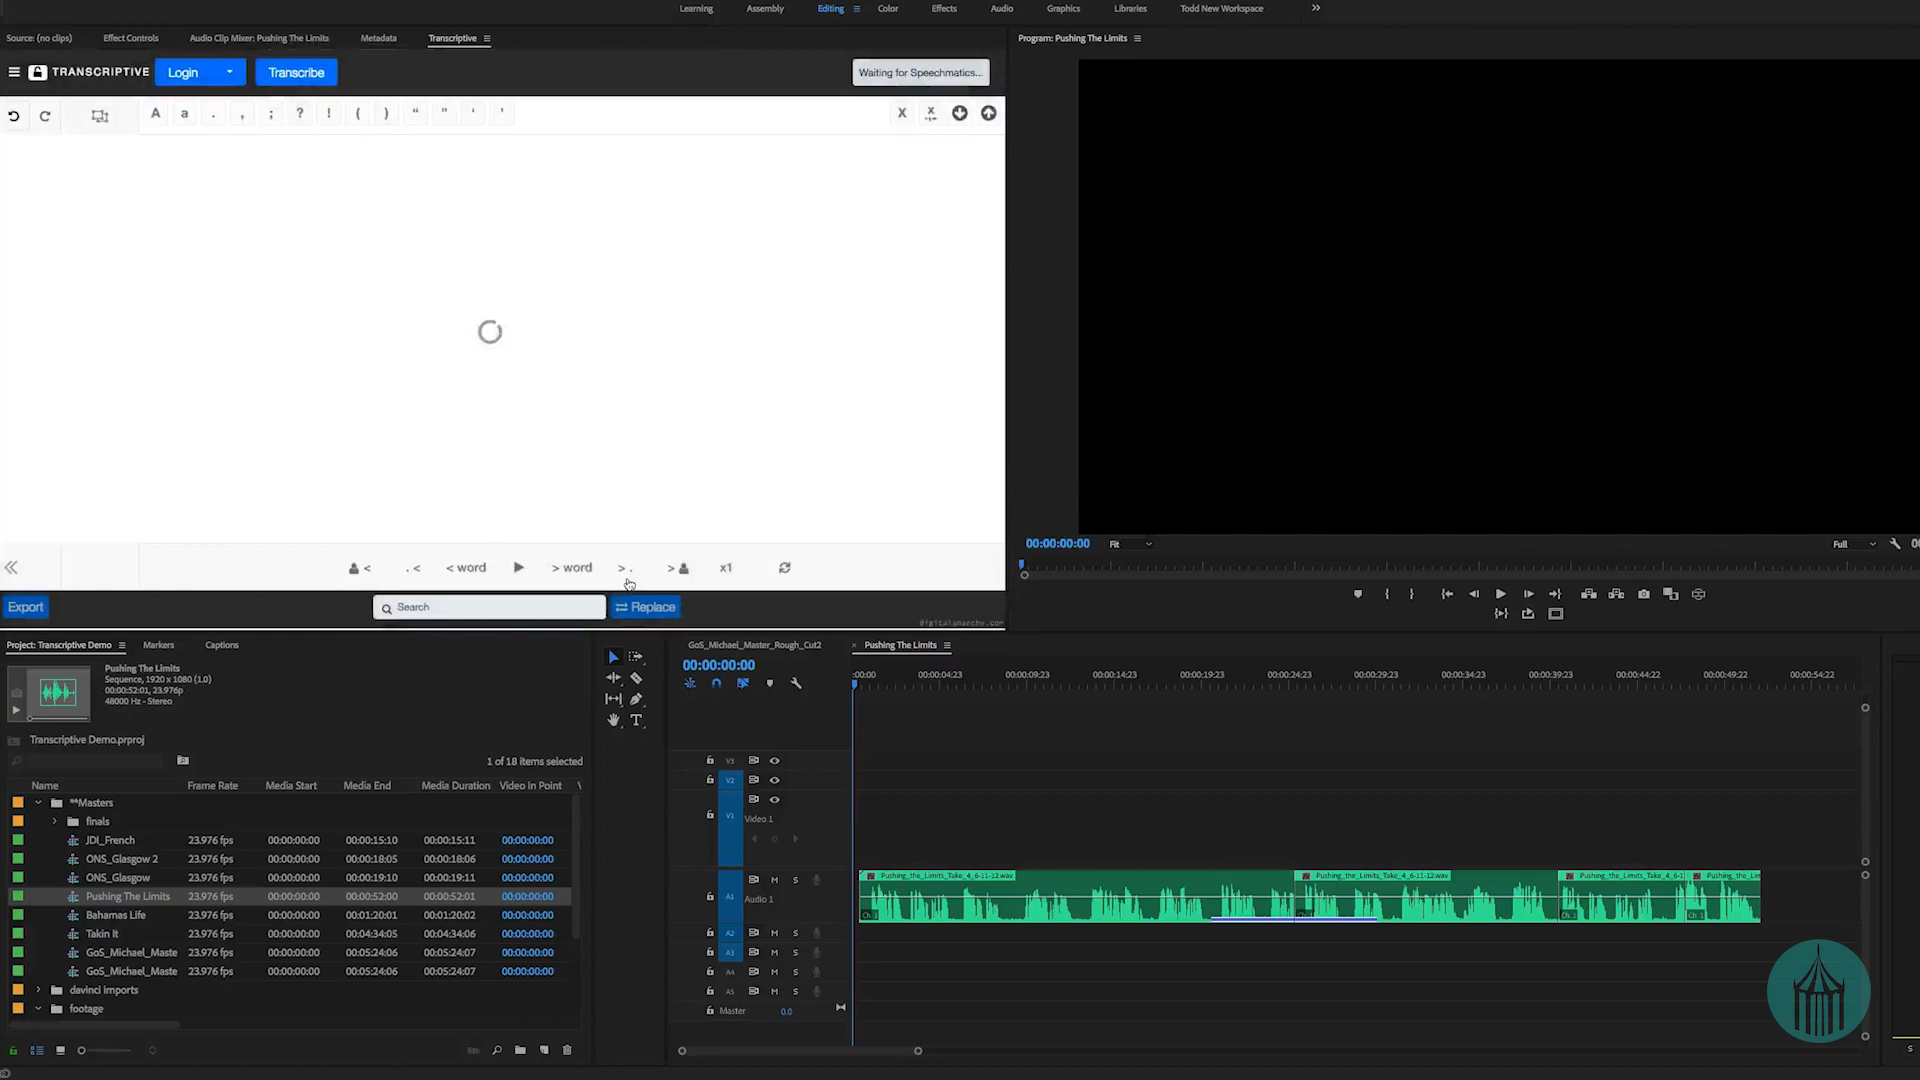 Learning Assembly Editing Color Effects Audio Graphics Libraries Todd New Workspace
Source: (no clips) Effect Controls Audio Clip Mixer: Pushing The Limits Metadata Transcriptive
Program: Pushing The Limits
TRANSCRIPTIVE Login Transcribe Waiting for Speechmatics...
A a . , ; ? ! ( ) “ ” ‘ ’ X X
< . < < word > word > . > x1
Export Search Replace
digitalanarchy.com
00:00:00:00 Fit Full 00
Project: Transcriptive Demo Markers Captions
Pushing The Limits
Sequence, 1920 x 1080 (1.0)
00:00:52:01, 23.976p
48000 Hz - Stereo
Transcriptive Demo.prproj
1 of 18 items selected
Name Frame Rate Media Start Media End Media Duration Video In Point V
**Masters
finals
JDI_French 23.976 fps 00:00:00:00 00:00:15:10 00:00:15:11 00:00:00:00
ONS_Glasgow 2 23.976 fps 00:00:00:00 00:00:18:05 00:00:18:06 00:00:00:00
ONS_Glasgow 23.976 fps 00:00:00:00 00:00:19:10 00:00:19:11 00:00:00:00
Pushing The Limits 23.976 fps 00:00:00:00 00:00:52:00 00:00:52:01 00:00:00:00
Bahamas Life 23.976 fps 00:00:00:00 00:01:20:01 00:01:20:02 00:00:00:00
Takin It 23.976 fps 00:00:00:00 00:04:34:05 00:04:34:06 00:00:00:00
GoS_Michael_Maste 23.976 fps 00:00:00:00 00:05:24:06 00:05:24:07 00:00:00:00
GoS_Michael_Maste 23.976 fps 00:00:00:00 00:05:24:06 00:05:24:07 00:00:00:00
davinci imports
footage
GoS_Michael_Master_Rough_Cut2 × Pushing The Limits
00:00:00:00
:00:00 00:00:04:23 00:00:09:23 00:00:14:23 00:00:19:23 00:00:24:23 00:00:29:23 00:00:34:23 00:00:39:23 00:00:44:22 00:00:49:22 00:00:54:22
V3
V2
V1 Video 1
A1 M S Audio 1
Pushing_the_Limits_Take_4_6-11-12.wav Pushing_the_Limits_Take_4_6-11-12.wav Pushing_the_Limits_Take_4_6-1 Pushing_the_Lim
Ch. 1 Ch. 1 Ch. 1 Ch. 1
A2 M S
A3 M S
A4 M S
A5 M S
Master 0.0
S